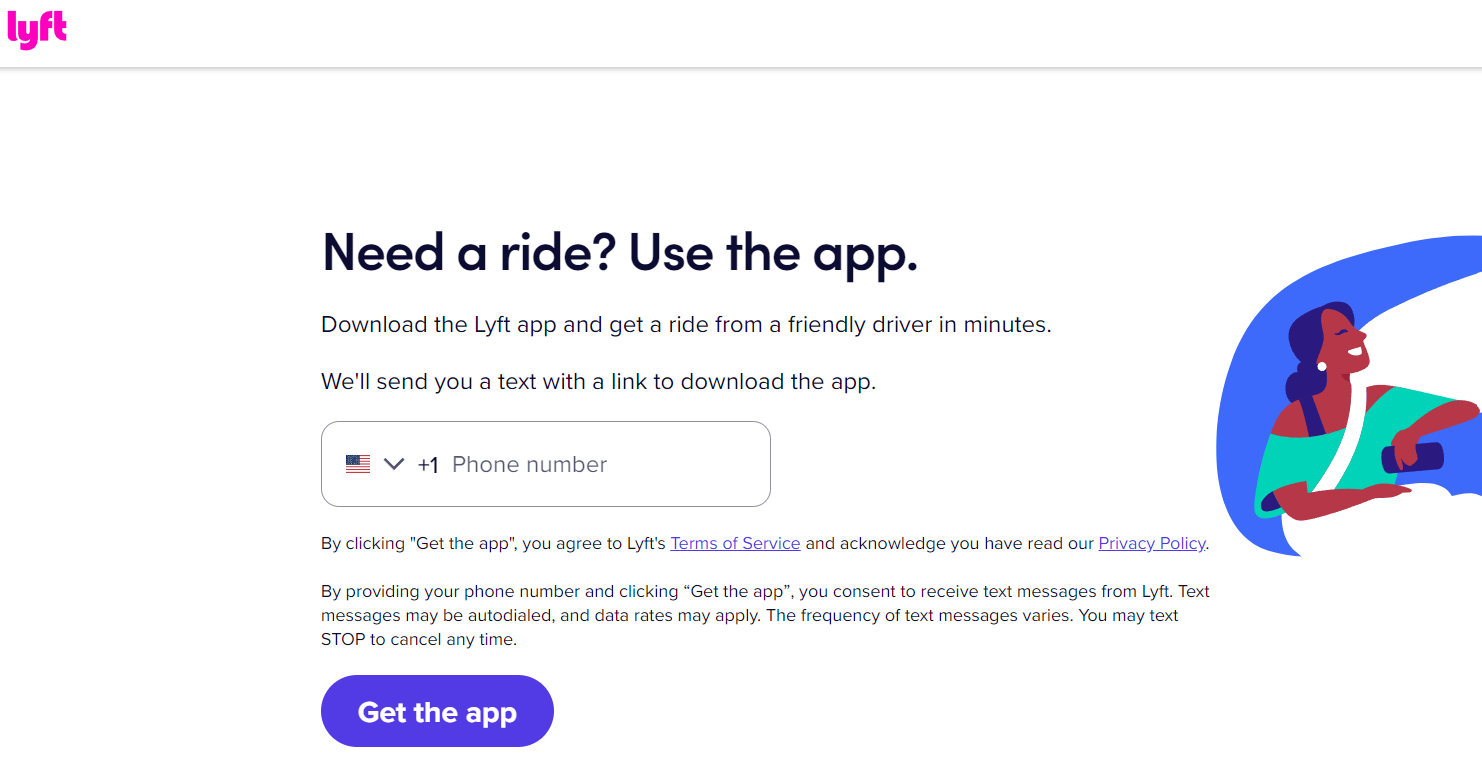 lyft
Need a ride? Use the app.
Download the Lyft app and get a ride from a friendly driver in minutes.
We'll send you a text with a link to download the app.
+1 Phone number
By clicking "Get the app", you agree to Lyft's Terms of Service and acknowledge you have read our Privacy Policy.
By providing your phone number and clicking “Get the app”, you consent to receive text messages from Lyft. Text
messages may be autodialed, and data rates may apply. The frequency of text messages varies. You may text
STOP to cancel any time.
Get the app